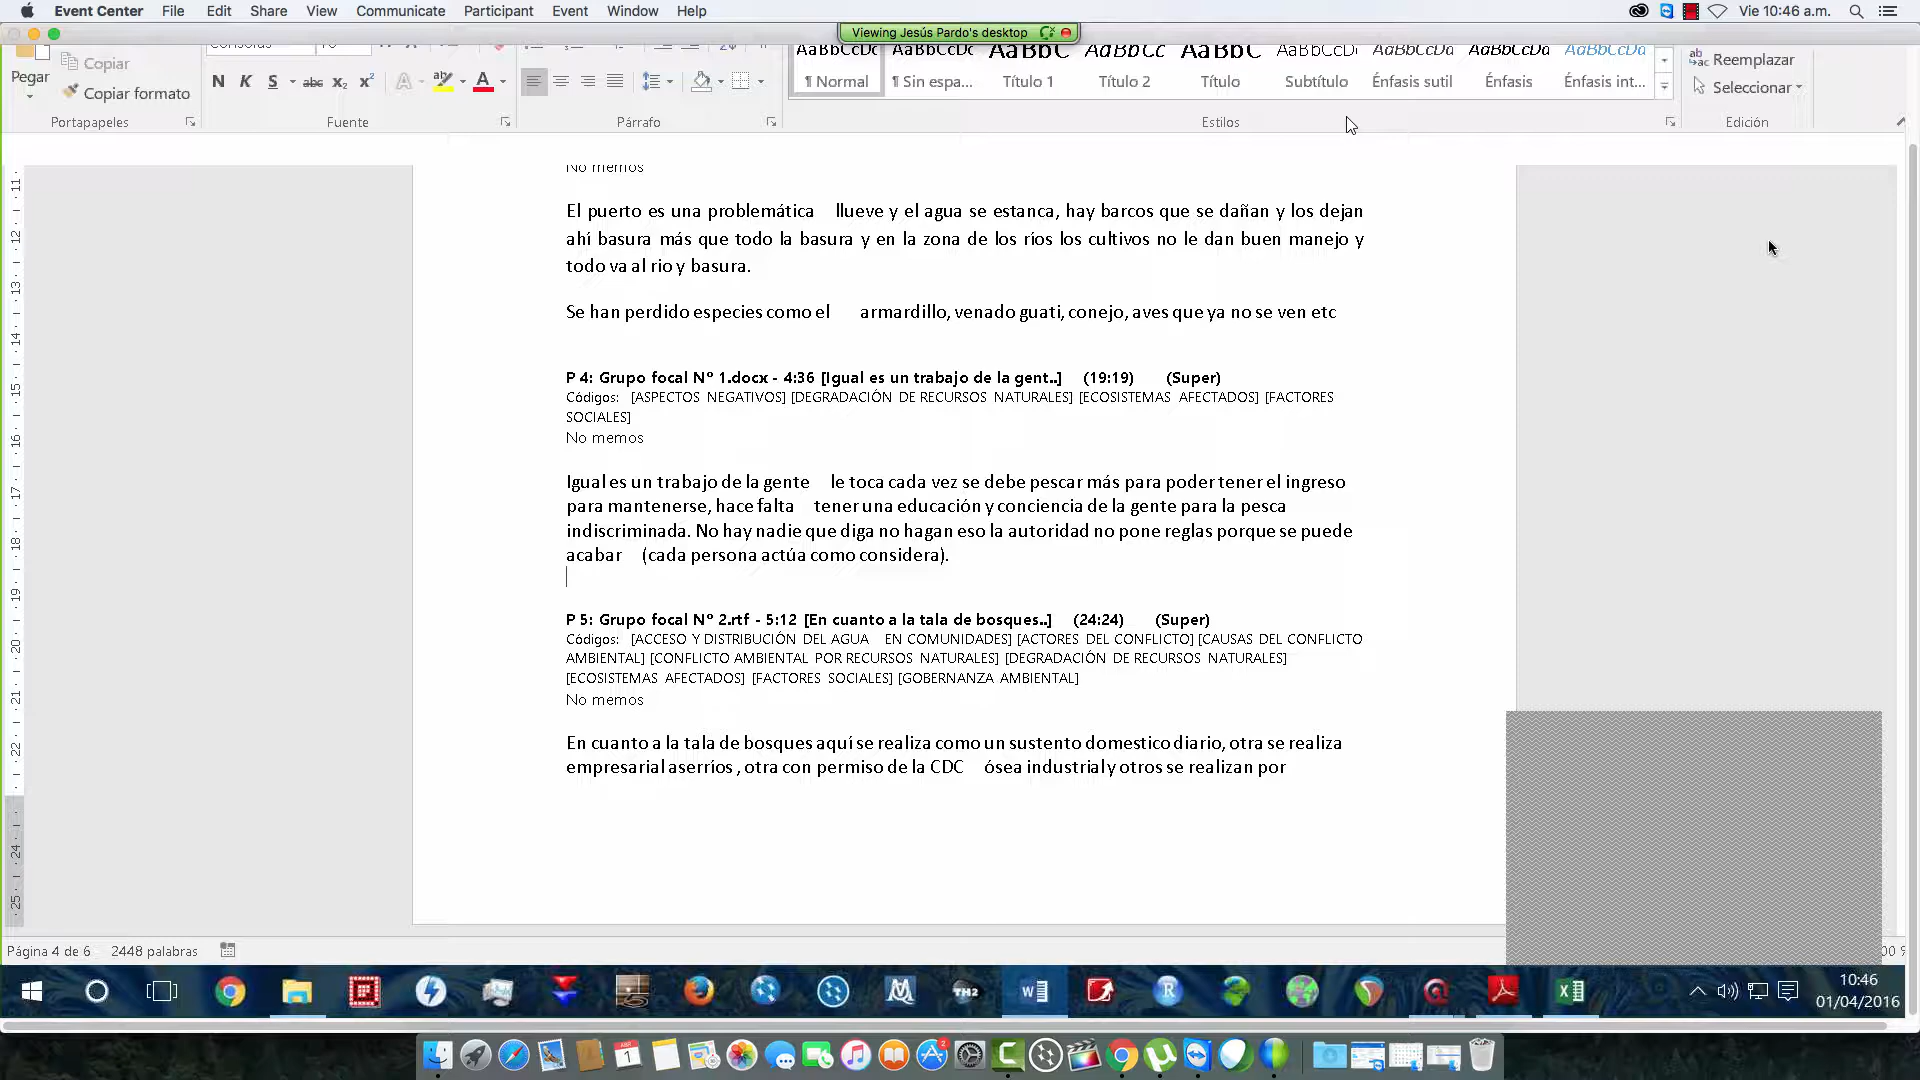 Event Center File Edit Share View Communicate Participant Event Window Help Vie 10:46 a.m.
Viewing Jesús Pardo's desktop
Pegar Copiar
Copiar formato
N K S abc x₂ x² A ab A
AaBbCcDc AaBbCcDc AaBbC AaBbCc AaBbC AaBbCcDi AaBbCcDd AaBbCcDd AaBbCcDd
¶ Normal ¶ Sin espa... Título 1 Título 2 Título Subtítulo Énfasis sutil Énfasis Énfasis int...
Reemplazar
Seleccionar
Portapapeles Fuente Párrafo Estilos Edición
No memos
El puerto es una problemática llueve y el agua se estanca, hay barcos que se dañan y los dejan
ahí basura más que todo la basura y en la zona de los ríos los cultivos no le dan buen manejo y
todo va al rio y basura.
Se han perdido especies como el armardillo, venado guati, conejo, aves que ya no se ven etc
P 4: Grupo focal Nº 1.docx - 4:36 [Igual es un trabajo de la gent..] (19:19) (Super)
Códigos: [ASPECTOS NEGATIVOS] [DEGRADACIÓN DE RECURSOS NATURALES] [ECOSISTEMAS AFECTADOS] [FACTORES
SOCIALES]
No memos
Igual es un trabajo de la gente le toca cada vez se debe pescar más para poder tener el ingreso
para mantenerse, hace falta tener una educación y conciencia de la gente para la pesca
indiscriminada. No hay nadie que diga no hagan eso la autoridad no pone reglas porque se puede
acabar (cada persona actúa como considera).
P 5: Grupo focal Nº 2.rtf - 5:12 [En cuanto a la tala de bosques..] (24:24) (Super)
Códigos: [ACCESO Y DISTRIBUCIÓN DEL AGUA EN COMUNIDADES] [ACTORES DEL CONFLICTO] [CAUSAS DEL CONFLICTO
AMBIENTAL] [CONFLICTO AMBIENTAL POR RECURSOS NATURALES] [DEGRADACIÓN DE RECURSOS NATURALES]
[ECOSISTEMAS AFECTADOS] [FACTORES SOCIALES] [GOBERNANZA AMBIENTAL]
No memos
En cuanto a la tala de bosques aquí se realiza como un sustento domestico diario, otra se realiza
empresarial aserríos , otra con permiso de la CDC ósea industrial y otros se realizan por
Página 4 de 6 2448 palabras
TH2
10:46
01/04/2016